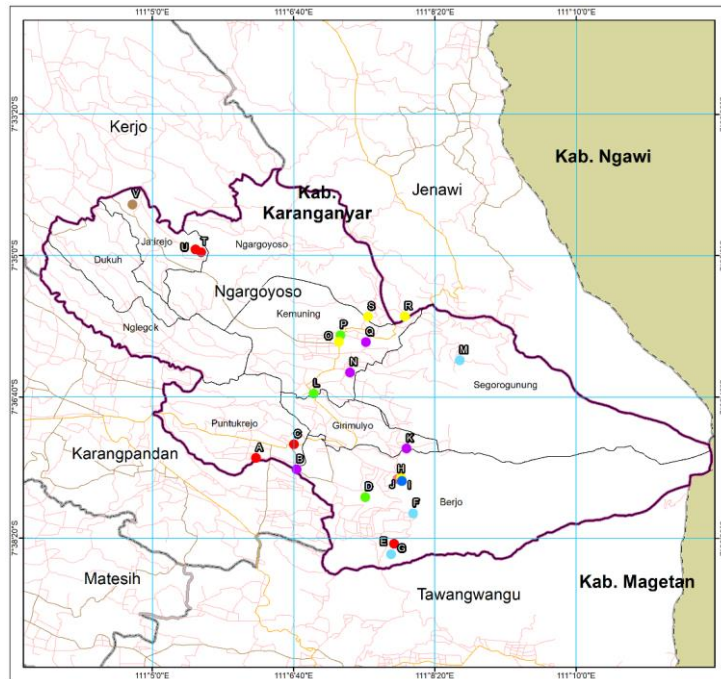 111°5'0"E 111°6'40"E 111°8'20"E 111°10'0"E
7°33'20"S
Kerjo
Kab. Ngawi
Jenawi
Kab.
Karanganyar
V
Jatirejo
U T
Ngargoyoso
7°35'0"S
Dukuh
Ngargoyoso
Kemuning
S R
Nglegok
O P Q
M
N
Segorogunung
L
7°36'40"S
Puntukrejo
Girimulyo
Karangpandan
A C
B
K
H
J I
D
F
Berjo
7°38'20"S
E G
Matesih
Kab. Magetan
Tawangwangu
111°5'0"E 111°6'40"E 111°8'20"E 111°10'0"E